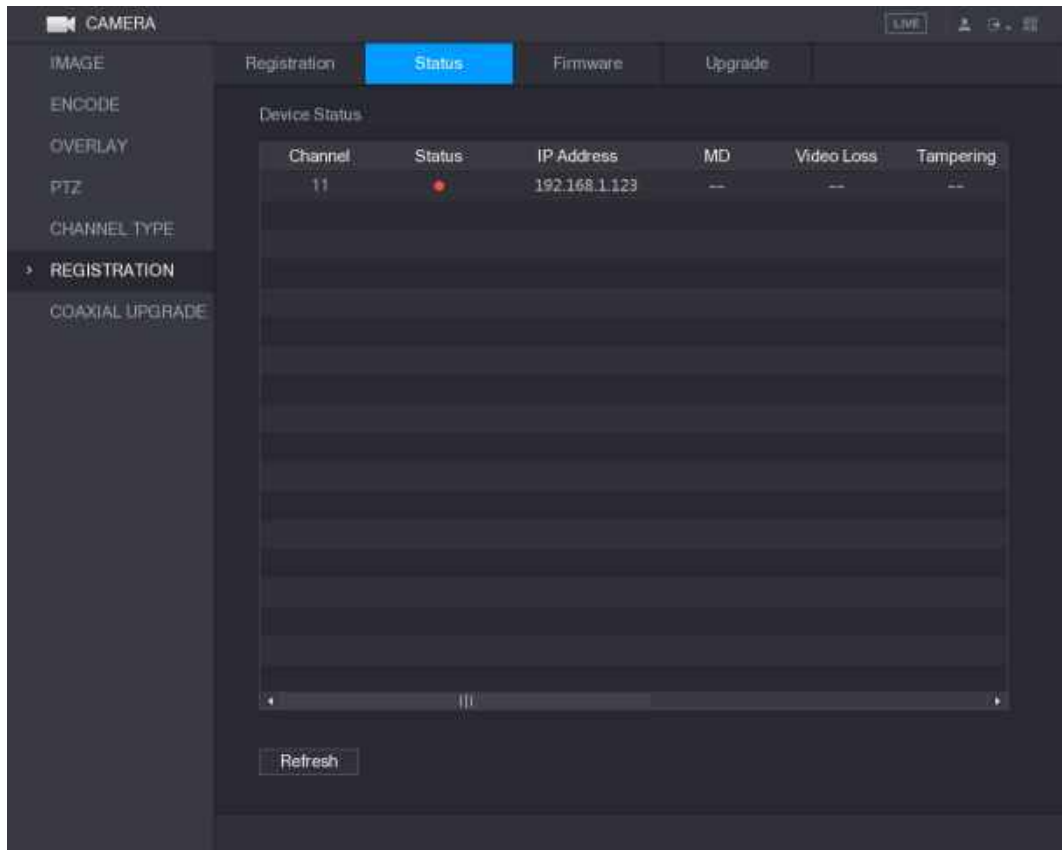 CAMERA
LIVE
IMAGE
ENCODE
OVERLAY
PTZ
CHANNEL TYPE
REGISTRATION
COAXIAL UPGRADE
Registration Status Firmware Upgrade
Device Status
Channel Status IP Address MD Video Loss Tampering
11 192.168.1.123 -- -- --
Refresh